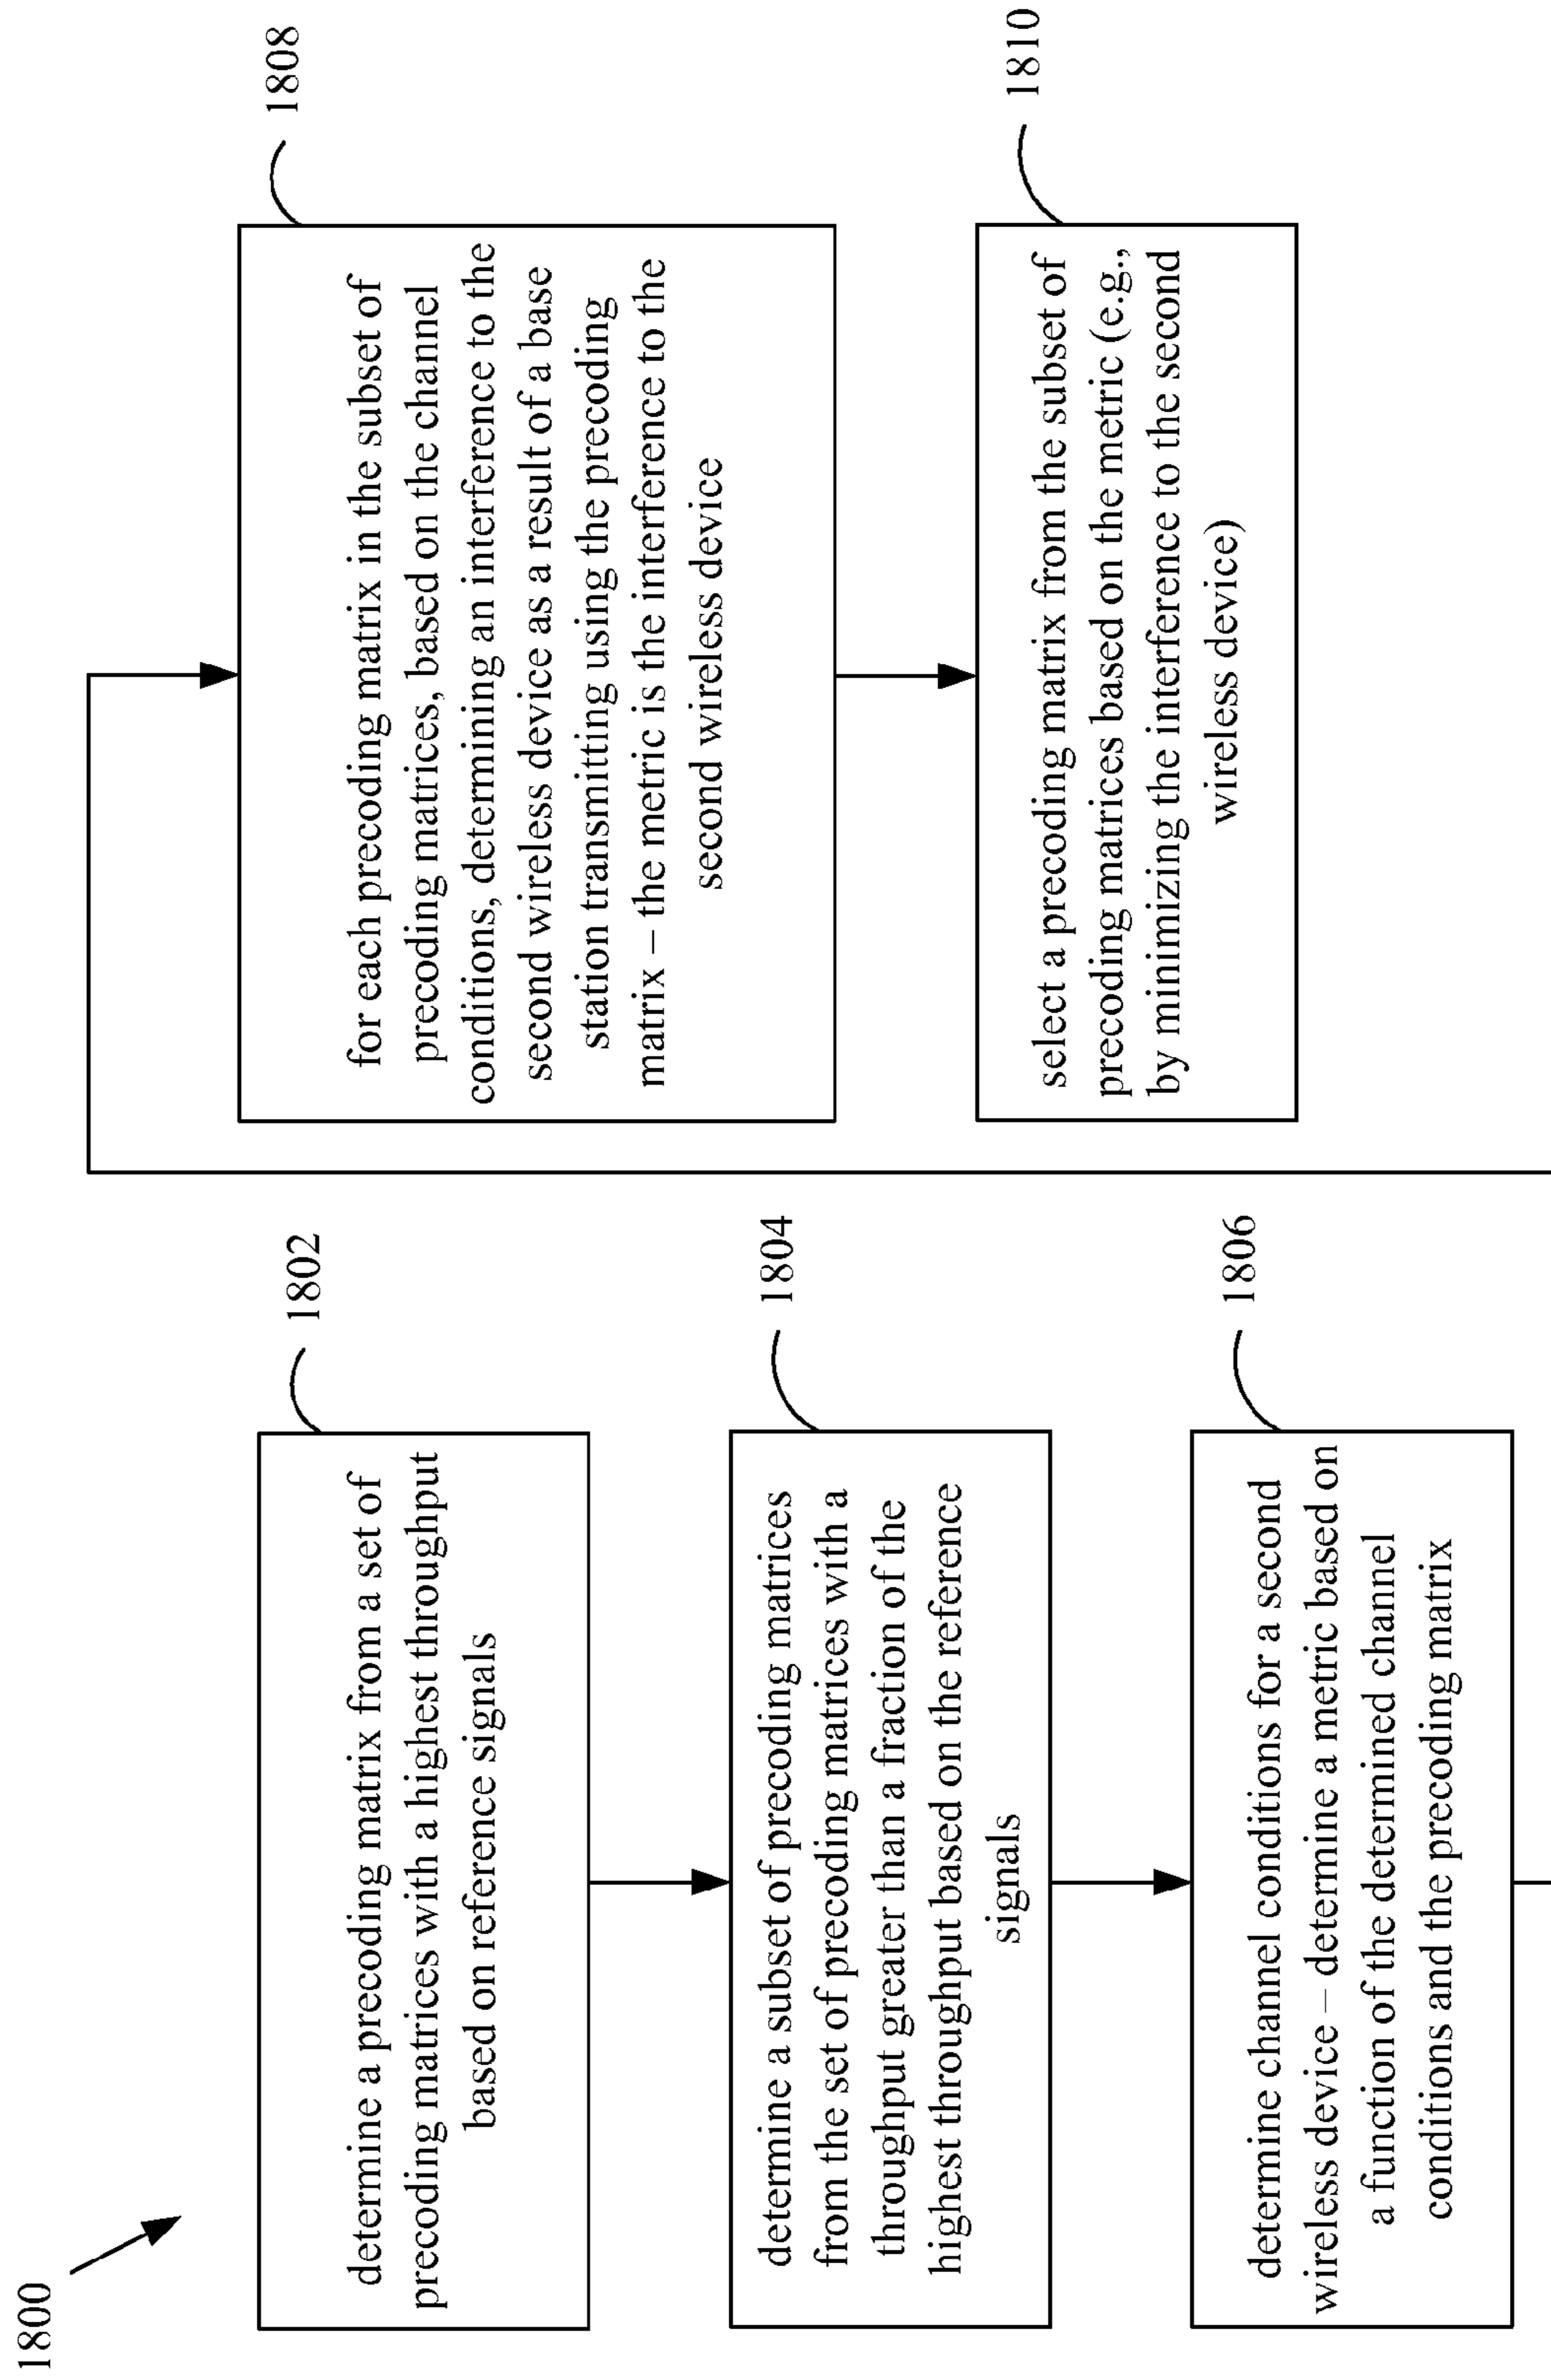 1800
1802
determine a precoding matrix from a set of
precoding matrices with a highest throughput
based on reference signals
1804
determine a subset of precoding matrices
from the set of precoding matrices with a
throughput greater than a fraction of the
highest throughput based on the reference
signals
1806
determine channel conditions for a second
wireless device – determine a metric based on
a function of the determined channel
conditions and the precoding matrix
1808
for each precoding matrix in the subset of
precoding matrices, based on the channel
conditions, determining an interference to the
second wireless device as a result of a base
station transmitting using the precoding
matrix – the metric is the interference to the
second wireless device
1810
select a precoding matrix from the subset of
precoding matrices based on the metric (e.g.,
by minimizing the interference to the second
wireless device)